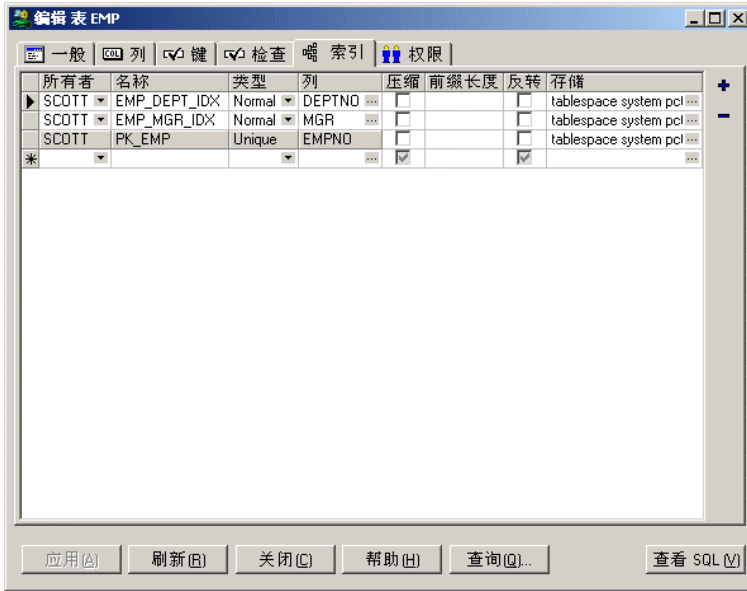 编辑 表 EMP
一般 COL 列 键 检查 索引 权限
所有者 名称 类型 列 压缩 前缀长度 反转 存储
SCOTT EMP_DEPT_IDX Normal DEPTNO ... tablespace system pct ...
SCOTT EMP_MGR_IDX Normal MGR ... tablespace system pct ...
SCOTT PK_EMP Unique EMPNO tablespace system pct ...
* ... ...
应用(A) 刷新(R) 关闭(C) 帮助(H) 查询(Q)... 查看 SQL (V)